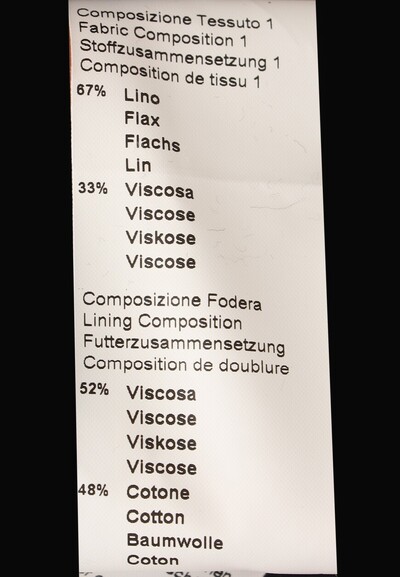 Composizione Tessuto 1
Fabric Composition 1
Stoffzusammensetzung 1
Composition de tissu 1
67% Lino
Flax
Flachs
Lin
33% Viscosa
Viscose
Viskose
Viscose
Composizione Fodera
Lining Composition
Futterzusammensetzung
Composition de doublure
52% Viscosa
Viscose
Viskose
Viscose
48% Cotone
Cotton
Baumwolle
Coton